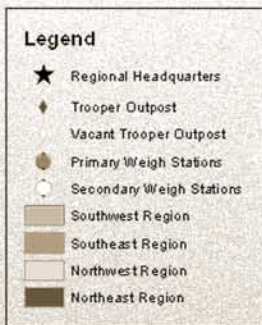 Legend
Regional Headquarters
Trooper Outpost
Vacant Trooper Outpost
Primary Weigh Stations
Secondary Weigh Stations
Southwest Region
Southeast Region
Northwest Region
Northeast Region